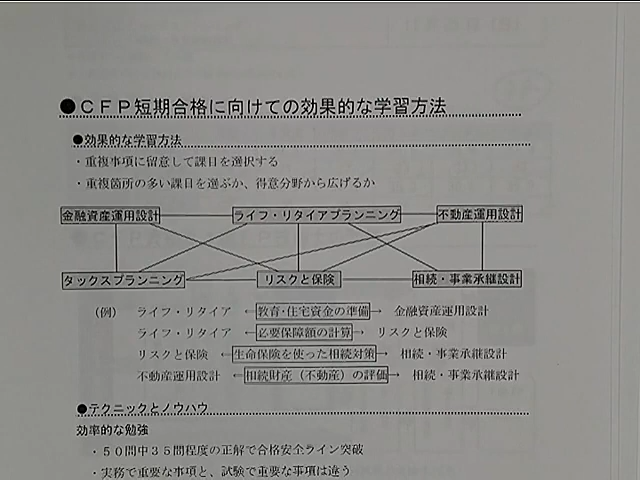 ●ＣＦＰ短期合格に向けての効果的な学習方法
●効果的な学習方法
・重複事項に留意して課目を選択する
・重複箇所の多い課目を選ぶか、得意分野から広げるか
金融資産運用設計 ライフ・リタイアプランニング 不動産運用設計
タックスプランニング リスクと保険 相続・事業承継設計
（例） ライフ・リタイア ←教育・住宅資金の準備→ 金融資産運用設計
ライフ・リタイア ←必要保障額の計算→ リスクと保険
リスクと保険 ←生命保険を使った相続対策→ 相続・事業承継設計
不動産運用設計 ←相続財産（不動産）の評価→ 相続・事業承継設計
●テクニックとノウハウ
効率的な勉強
・５０問中３５問程度の正解で合格安全ライン突破
・実務で重要な事項と、試験で重要な事項は違う